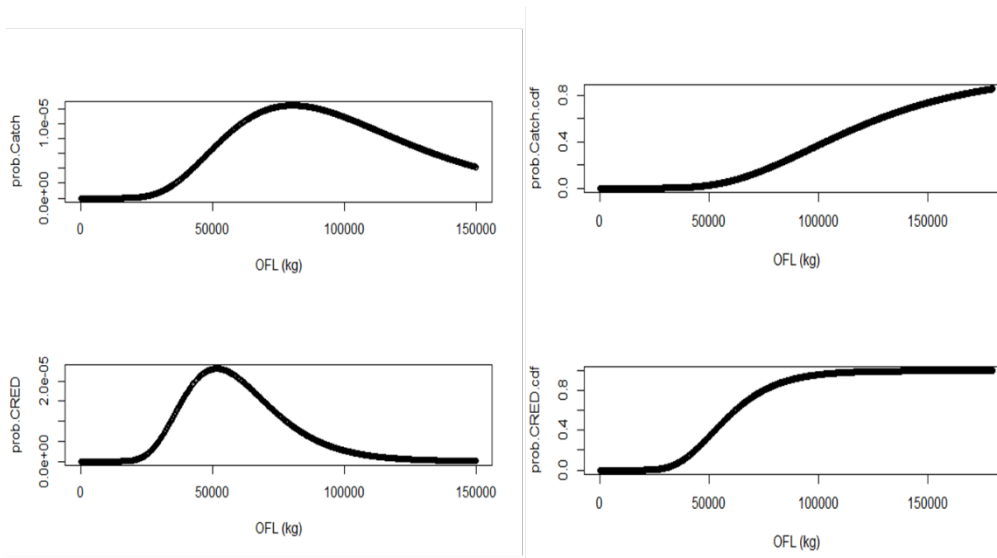 prob.Catch
0.0e+00 1.0e-05
0 50000 100000 150000
OFL (kg)
prob.Catch.cdf
0.0 0.4 0.8
0 50000 100000 150000
OFL (kg)
prob.CRED
0.0e+00 2.0e-05
0 50000 100000 150000
OFL (kg)
prob.CRED.cdf
0.0 0.4 0.8
0 50000 100000 150000
OFL (kg)